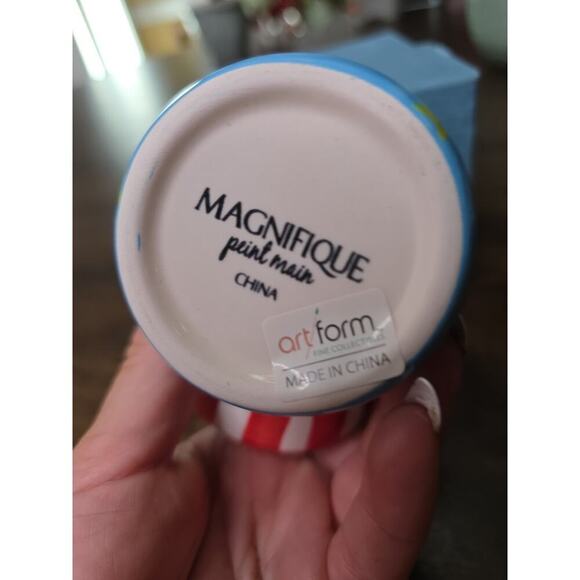 MAGNIFIQUE
peint main
CHINA
art/form
FINE COLLECTIBLES
MADE IN CHINA